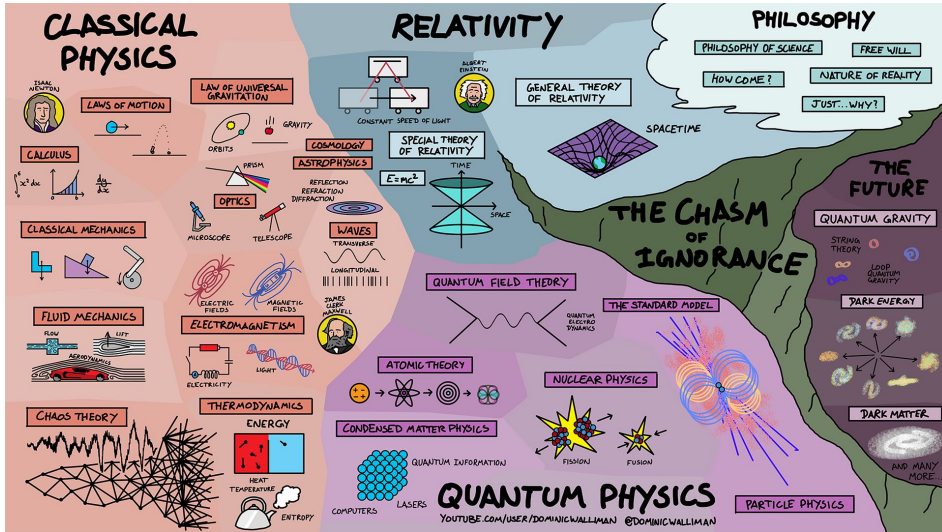 CLASSICAL
PHYSICS
ISAAC
NEWTON
LAWS OF MOTION
LAW OF UNIVERSAL
GRAVITATION
ORBITS
GRAVITY
CALCULUS
∫₀⁶ x² dx
dy/dx
COSMOLOGY
ASTROPHYSICS
PRISM
OPTICS
MICROSCOPE
TELESCOPE
REFLECTION
REFRACTION
DIFFRACTION
WAVES
TRANSVERSE
LONGITUDINAL
CLASSICAL MECHANICS
ELECTRIC
FIELDS
MAGNETIC
FIELDS
JAMES
CLERK
MAXWELL
FLUID MECHANICS
FLOW
LIFT
AERODYNAMICS
ELECTROMAGNETISM
ELECTRICITY
LIGHT
CHAOS THEORY
THERMODYNAMICS
ENERGY
HEAT
TEMPERATURE
ENTROPY
RELATIVITY
ALBERT
EINSTEIN
CONSTANT SPEED OF LIGHT
GENERAL THEORY
OF RELATIVITY
SPECIAL THEORY
OF RELATIVITY
E=mc²
TIME
SPACE
SPACETIME
PHILOSOPHY
PHILOSOPHY OF SCIENCE
FREE WILL
HOW COME?
NATURE OF REALITY
JUST...WHY?
THE CHASM
OF
IGNORANCE
THE
FUTURE
QUANTUM GRAVITY
STRING
THEORY
LOOP
QUANTUM
GRAVITY
DARK ENERGY
DARK MATTER
AND MANY
MORE...
QUANTUM FIELD THEORY
QUANTUM
ELECTRO
DYNAMICS
THE STANDARD MODEL
ATOMIC THEORY
NUCLEAR PHYSICS
FISSION
FUSION
CONDENSED MATTER PHYSICS
QUANTUM INFORMATION
COMPUTERS
LASERS
PARTICLE PHYSICS
QUANTUM PHYSICS
YOUTUBE.COM/USER/DOMINICWALLIMAN @DOMINICWALLIMAN